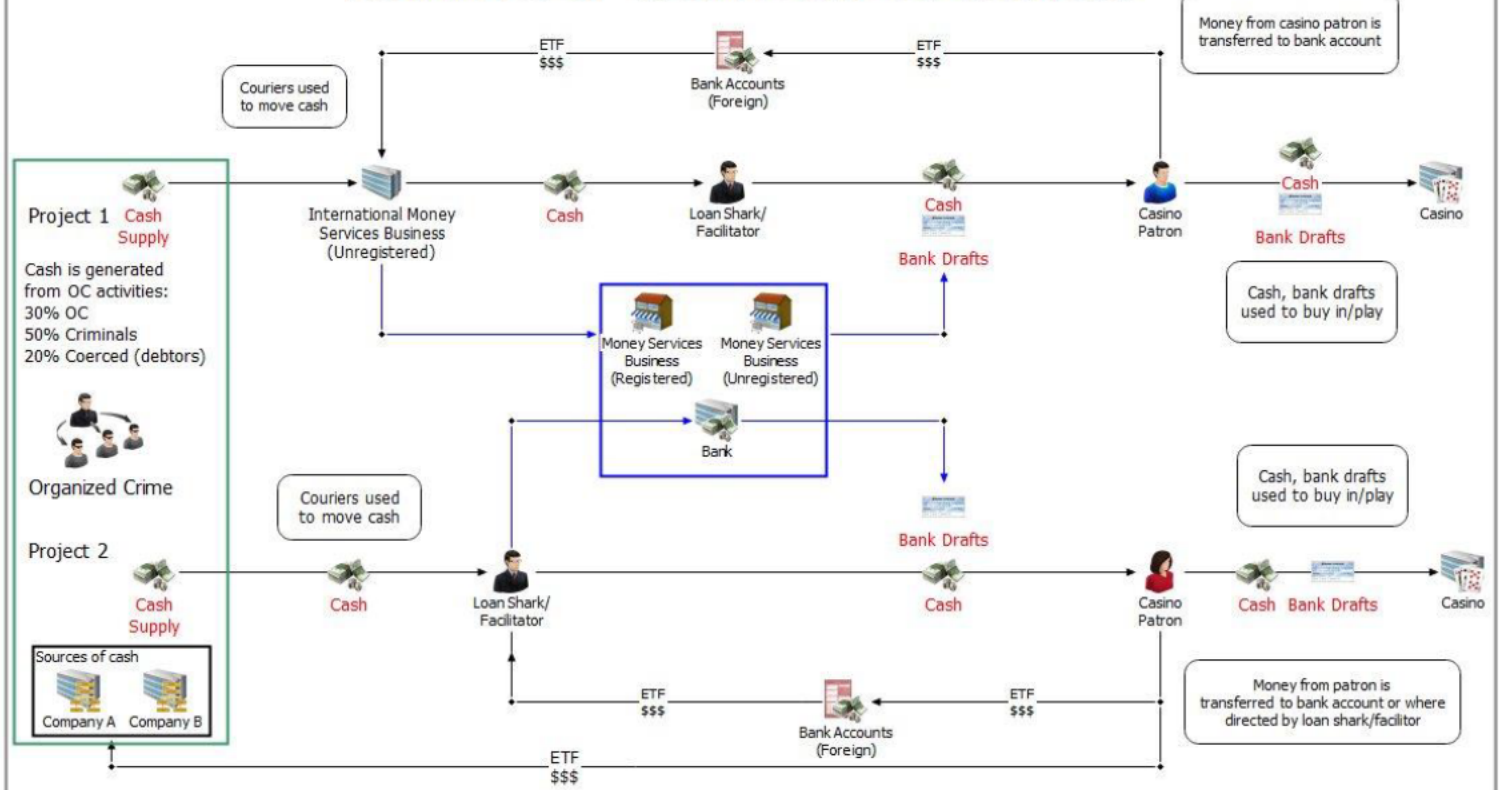 Money from casino patron is
transferred to bank account
ETF
$$$
ETF
$$$
Bank Accounts
(Foreign)
Couriers used
to move cash
Project 1
Cash
Supply
International Money
Services Business
(Unregistered)
Cash
Loan Shark/
Facilitator
Cash
Bank Drafts
Casino
Patron
Cash
Bank Drafts
Casino
Cash is generated
from OC activities:
30% OC
50% Criminals
20% Coerced (debtors)
Cash, bank drafts
used to buy in/play
Money Services
Business
(Registered)
Money Services
Business
(Unregistered)
Bank
Organized Crime
Couriers used
to move cash
Cash, bank drafts
used to buy in/play
Bank Drafts
Project 2
Cash
Supply
Cash
Loan Shark/
Facilitator
Cash
Casino
Patron
Cash
Bank Drafts
Casino
Sources of cash
Company A
Company B
ETF
$$$
ETF
$$$
Bank Accounts
(Foreign)
Money from patron is
transferred to bank account or where
directed by loan shark/facilitor
ETF
$$$